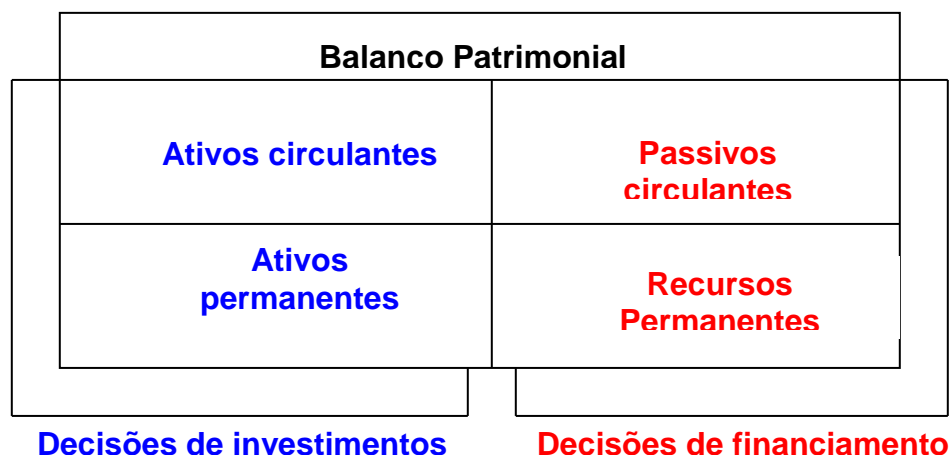 Balanco Patrimonial
Ativos circulantes
Passivos
circulantes
Ativos
permanentes
Recursos
Permanentes
Decisões de investimentos
Decisões de financiamento